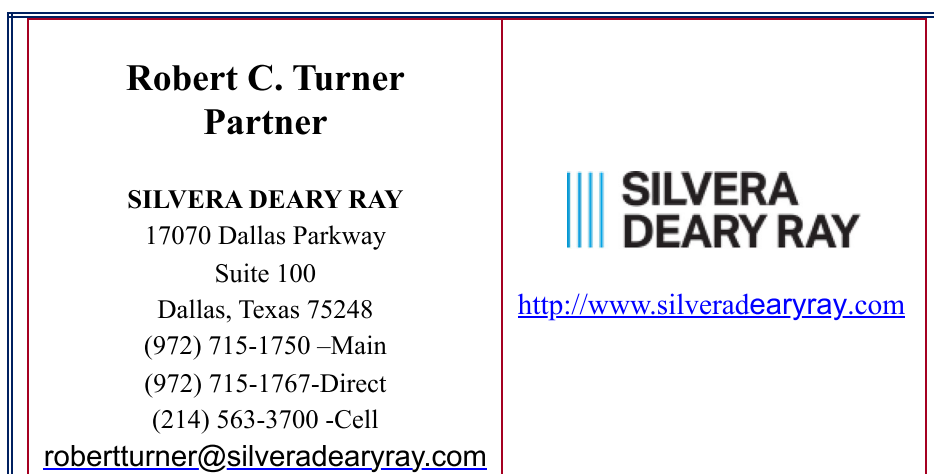 Robert C. Turner
Partner
SILVERA DEARY RAY
17070 Dallas Parkway
Suite 100
Dallas, Texas 75248
(972) 715-1750 –Main
(972) 715-1767-Direct
(214) 563-3700 -Cell
robertturner@silveradearyray.com
SILVERA
DEARY RAY
http://www.silveradearyray.com